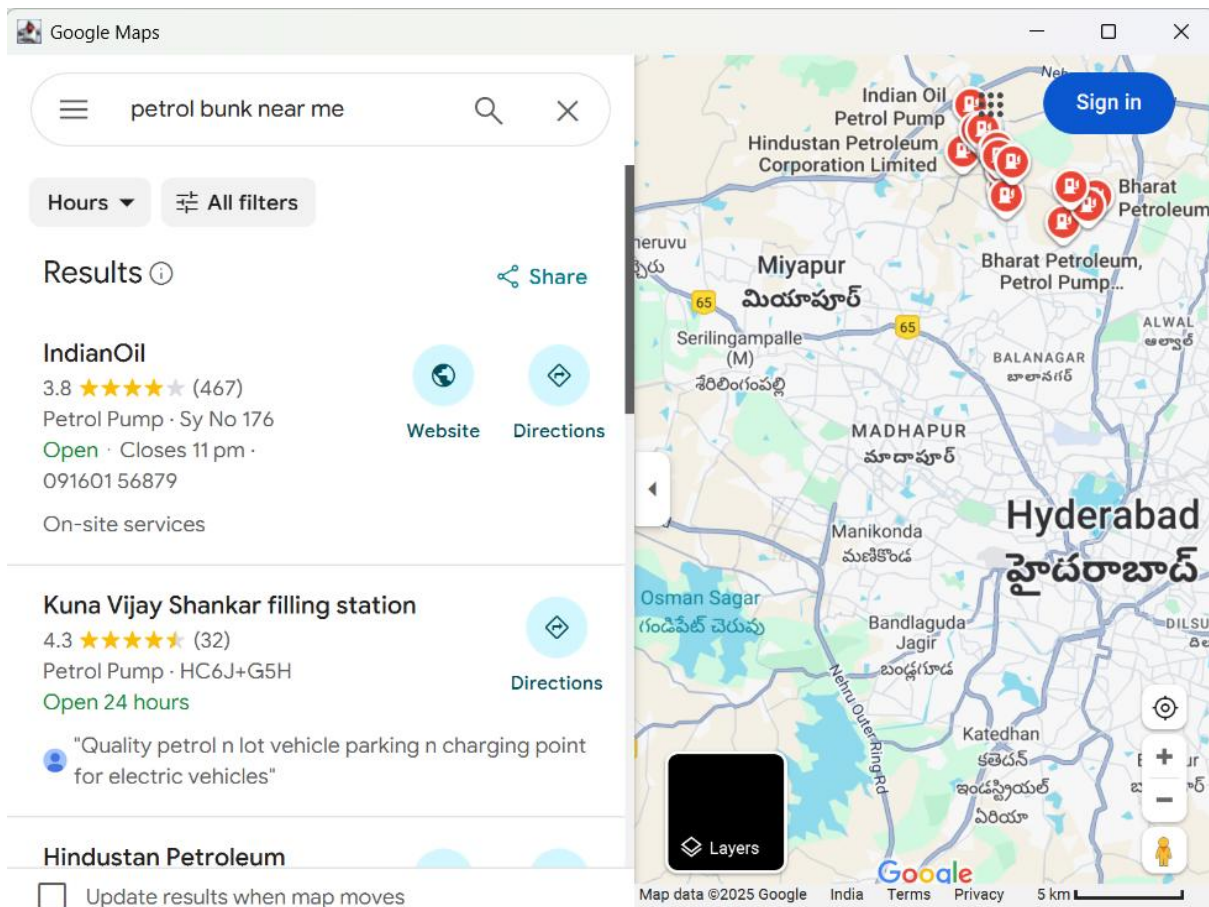 Google Maps
petrol bunk near me
Hours
All filters
Results
Share
IndianOil
3.8 (467)
Petrol Pump · Sy No 176
Open · Closes 11 pm ·
091601 56879
On-site services
Website
Directions
Kuna Vijay Shankar filling station
4.3 (32)
Petrol Pump · HC6J+G5H
Open 24 hours
"Quality petrol n lot vehicle parking n charging point
for electric vehicles"
Directions
Hindustan Petroleum
Update results when map moves
Sign in
Indian Oil
Petrol Pump
Hindustan Petroleum
Corporation Limited
Bharat
Petroleum
Bharat Petroleum,
Petrol Pump...
Miyapur
మియాపూర్
65
65
Serilingampalle
(M)
శేరిలింగంపల్లి
ALWAL
ఆల్వాల్
BALANAGAR
బాలానగర్
MADHAPUR
మాదాపూర్
Hyderabad
హైదరాబాద్
Manikonda
మణికొండ
Osman Sagar
గండిపేట్ చెరువు
Bandlaguda
Jagir
బండ్లగూడ
DILSU
Nehru Outer Ring Rd
Katedhan
కతెదన్
ఇండస్ట్రియల్
ఏరియా
Layers
Google
Map data ©2025 Google
India
Terms
Privacy
5 km